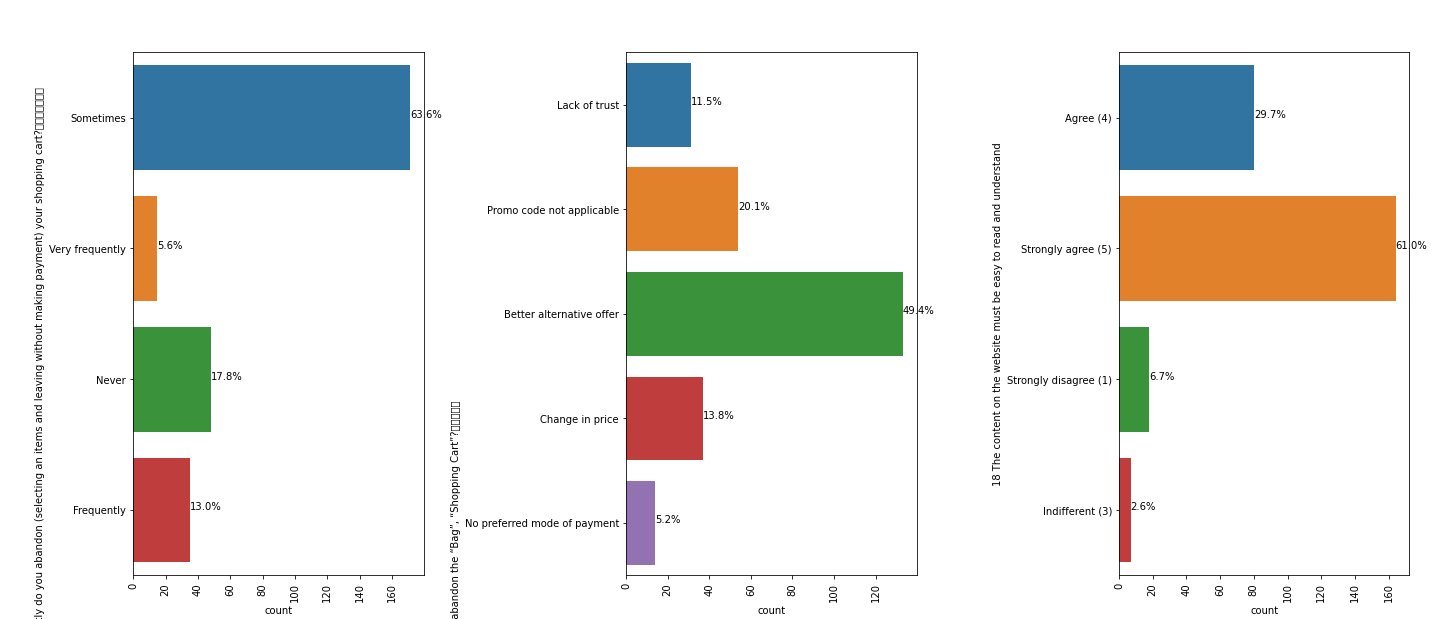 ly do you abandon (selecting an items and leaving without making payment) your shopping cart?
Sometimes
Very frequently
Never
Frequently
63.6%
5.6%
17.8%
13.0%
0
20
40
60
80
100
120
140
160
count
abandon the “Bag”, “Shopping Cart”?
Lack of trust
Promo code not applicable
Better alternative offer
Change in price
No preferred mode of payment
11.5%
20.1%
49.4%
13.8%
5.2%
0
20
40
60
80
100
120
count
18 The content on the website must be easy to read and understand
Agree (4)
Strongly agree (5)
Strongly disagree (1)
Indifferent (3)
29.7%
61.0%
6.7%
2.6%
0
20
40
60
80
100
120
140
160
count